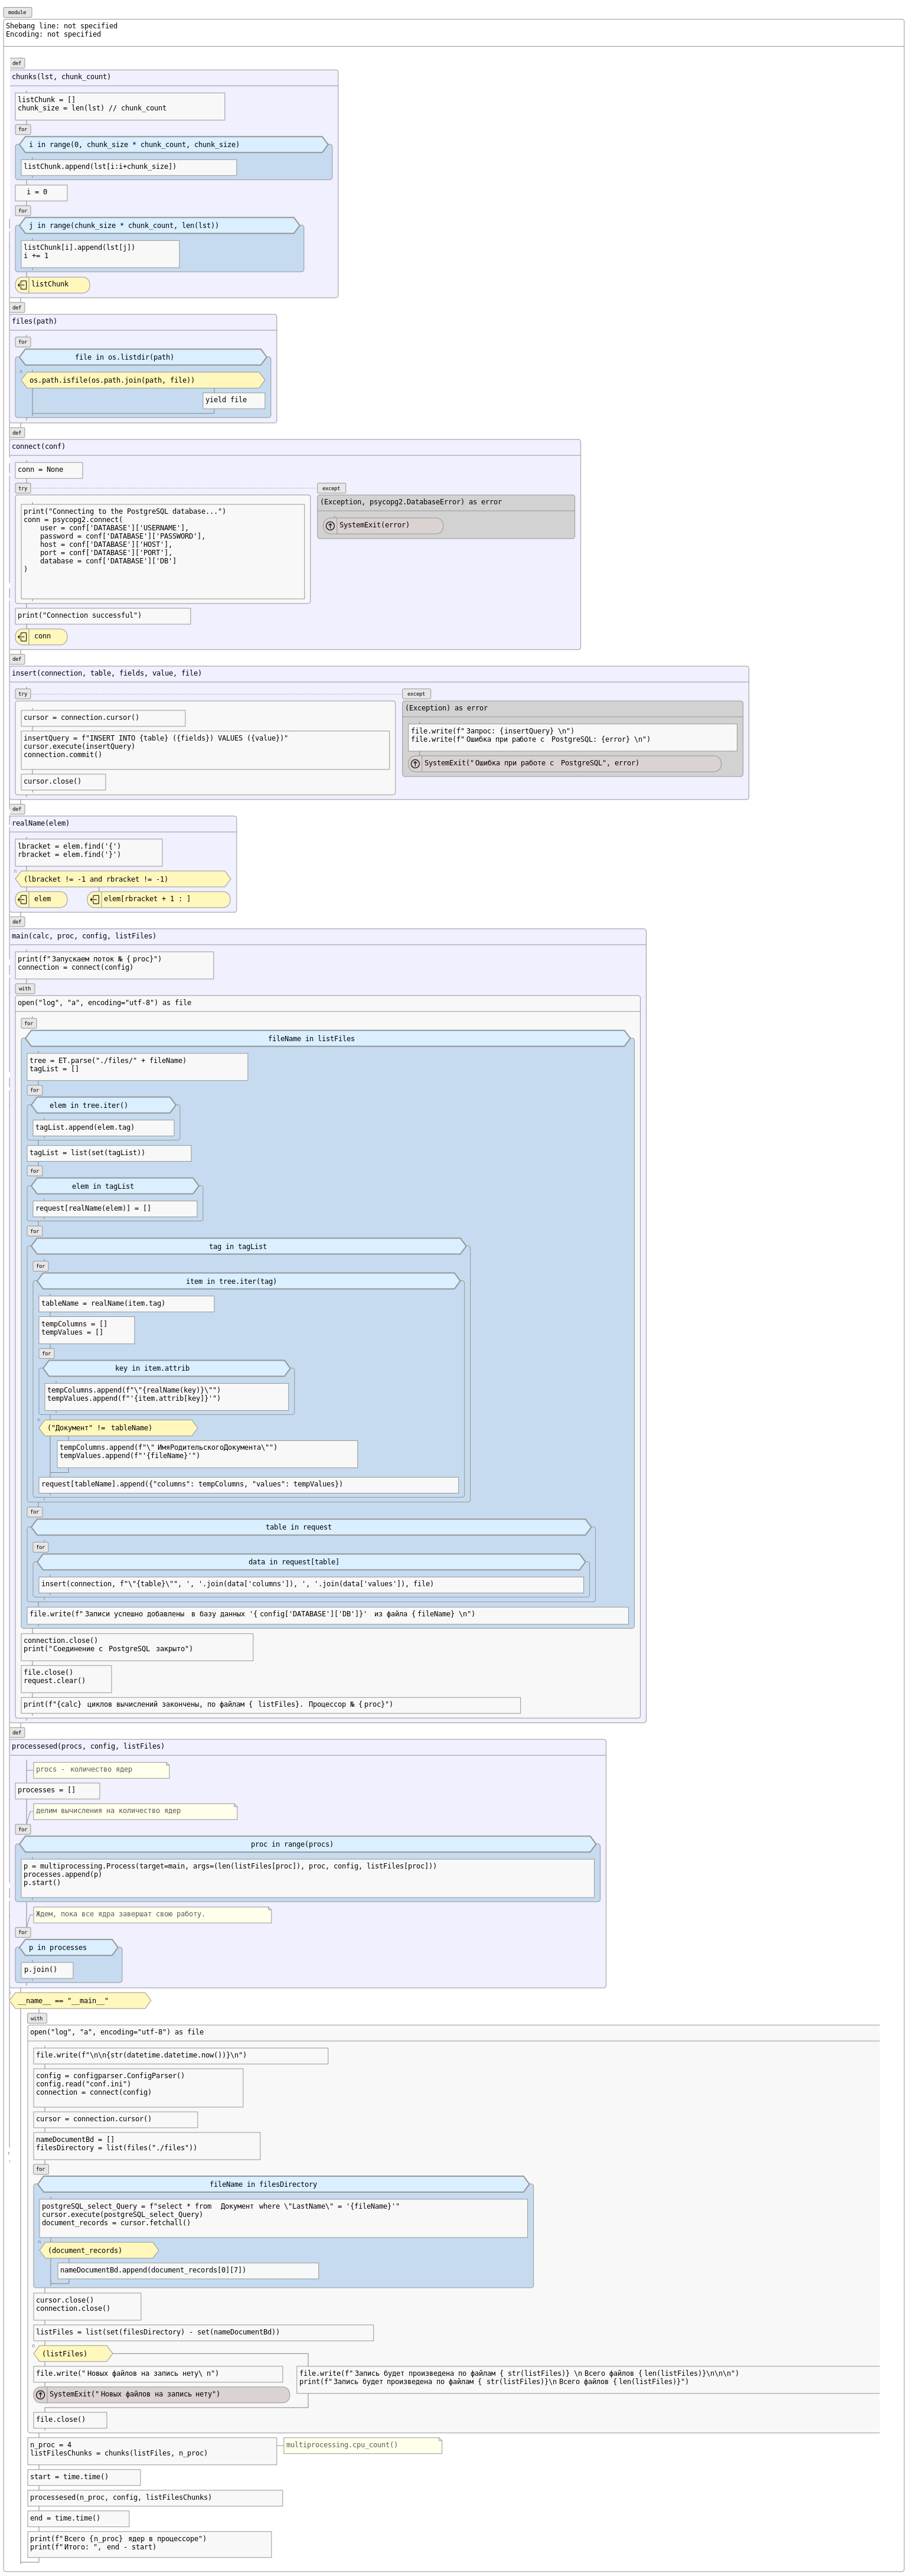 module
Shebang line: not specified
Encoding: not specified
def
chunks(lst, chunk_count)
listChunk = []
chunk_size = len(lst) // chunk_count
for
i in range(0, chunk_size * chunk_count, chunk_size)
listChunk.append(lst[i:i+chunk_size])
i = 0
for
j in range(chunk_size * chunk_count, len(lst))
listChunk[i].append(lst[j])
i += 1
listChunk
def
files(path)
for
file in os.listdir(path)
n
os.path.isfile(os.path.join(path, file))
yield file
def
connect(conf)
conn = None
try
except
(Exception, psycopg2.DatabaseError) as error
SystemExit(error)
print("Connecting to the PostgreSQL database...")
conn = psycopg2.connect(
user = conf['DATABASE']['USERNAME'],
password = conf['DATABASE']['PASSWORD'],
host = conf['DATABASE']['HOST'],
port = conf['DATABASE']['PORT'],
database = conf['DATABASE']['DB']
)
print("Connection successful")
conn
def
insert(connection, table, fields, value, file)
try
except
(Exception) as error
cursor = connection.cursor()
insertQuery = f"INSERT INTO {table} ({fields}) VALUES ({value})"
cursor.execute(insertQuery)
connection.commit()
cursor.close()
file.write(f"Запрос: {insertQuery} \n")
file.write(f"Ошибка при работе с PostgreSQL: {error} \n")
SystemExit("Ошибка при работе с PostgreSQL", error)
def
realName(elem)
lbracket = elem.find('{')
rbracket = elem.find('}')
n
(lbracket != -1 and rbracket != -1)
elem
elem[rbracket + 1 : ]
def
main(calc, proc, config, listFiles)
print(f"Запускаем поток № {proc}")
connection = connect(config)
with
open("log", "a", encoding="utf-8") as file
for
fileName in listFiles
tree = ET.parse("./files/" + fileName)
tagList = []
for
elem in tree.iter()
tagList.append(elem.tag)
tagList = list(set(tagList))
for
elem in tagList
request[realName(elem)] = []
for
tag in tagList
for
item in tree.iter(tag)
tableName = realName(item.tag)
tempColumns = []
tempValues = []
for
key in item.attrib
tempColumns.append(f"\"{realName(key)}\"")
tempValues.append(f"'{item.attrib[key]}'")
n
("Документ" != tableName)
tempColumns.append(f"\"ИмяРодительскогоДокумента\"")
tempValues.append(f"'{fileName}'")
request[tableName].append({"columns": tempColumns, "values": tempValues})
for
table in request
for
data in request[table]
insert(connection, f"\"{table}\"", ', '.join(data['columns']), ', '.join(data['values']), file)
file.write(f"Записи успешно добавлены в базу данных '{config['DATABASE']['DB']}' из файла {fileName} \n")
connection.close()
print("Соединение с PostgreSQL закрыто")
file.close()
request.clear()
print(f"{calc} циклов вычислений закончены, по файлам { listFiles}. Процессор № {proc}")
def
processesed(procs, config, listFiles)
procs - количество ядер
processes = []
делим вычисления на количество ядер
for
proc in range(procs)
p = multiprocessing.Process(target=main, args=(len(listFiles[proc]), proc, config, listFiles[proc]))
processes.append(p)
p.start()
Ждем, пока все ядра завершат свою работу.
for
p in processes
p.join()
__name__ == "__main__"
with
open("log", "a", encoding="utf-8") as file
file.write(f"\n\n{str(datetime.datetime.now())}\n")
config = configparser.ConfigParser()
config.read("conf.ini")
connection = connect(config)
cursor = connection.cursor()
nameDocumentBd = []
filesDirectory = list(files("./files"))
for
fileName in filesDirectory
postgreSQL_select_Query = f"select * from Документ where \"LastName\" = '{fileName}'"
cursor.execute(postgreSQL_select_Query)
document_records = cursor.fetchall()
n
(document_records)
nameDocumentBd.append(document_records[0][7])
cursor.close()
connection.close()
listFiles = list(set(filesDirectory) - set(nameDocumentBd))
n
(listFiles)
file.write("Новых файлов на запись нету\n")
SystemExit("Новых файлов на запись нету")
file.write(f"Запись будет произведена по файлам { str(listFiles)} \nВсего файлов {len(listFiles)}\n\n\n")
print(f"Запись будет произведена по файлам { str(listFiles)}\nВсего файлов {len(listFiles)}")
file.close()
n_proc = 4
listFilesChunks = chunks(listFiles, n_proc)
multiprocessing.cpu_count()
start = time.time()
processesed(n_proc, config, listFilesChunks)
end = time.time()
print(f"Всего {n_proc} ядер в процессоре")
print(f"Итого: ", end - start)